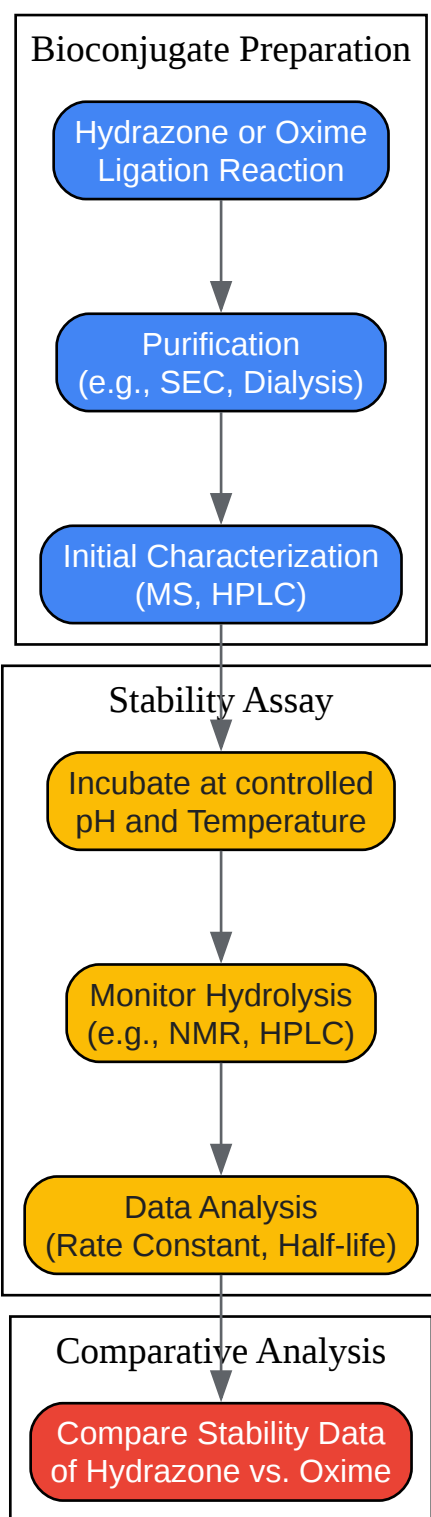 Bioconjugate Preparation
Hydrazone or Oxime
Ligation Reaction
Purification
(e.g., SEC, Dialysis)
Initial Characterization
(MS, HPLC)
Stability Assay
Incubate at controlled
pH and Temperature
Monitor Hydrolysis
(e.g., NMR, HPLC)
Data Analysis
(Rate Constant, Half-life)
Comparative Analysis
Compare Stability Data
of Hydrazone vs. Oxime